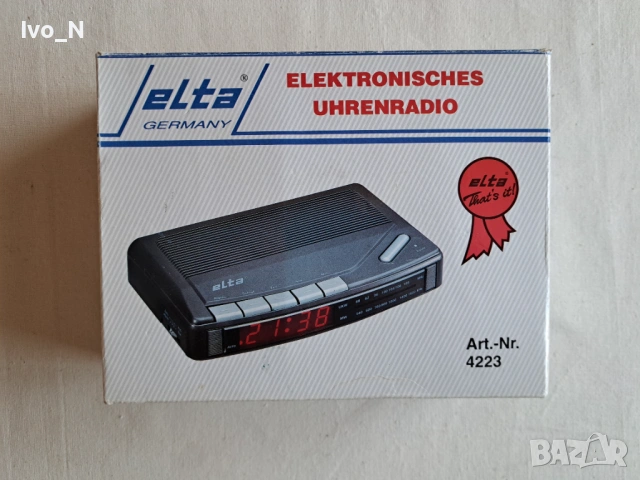 Ivo_N
elta®
GERMANY
ELEKTRONISCHES
UHRENRADIO
elta
That's it!
elta
21:38
Art.-Nr.
4223
BAZAR